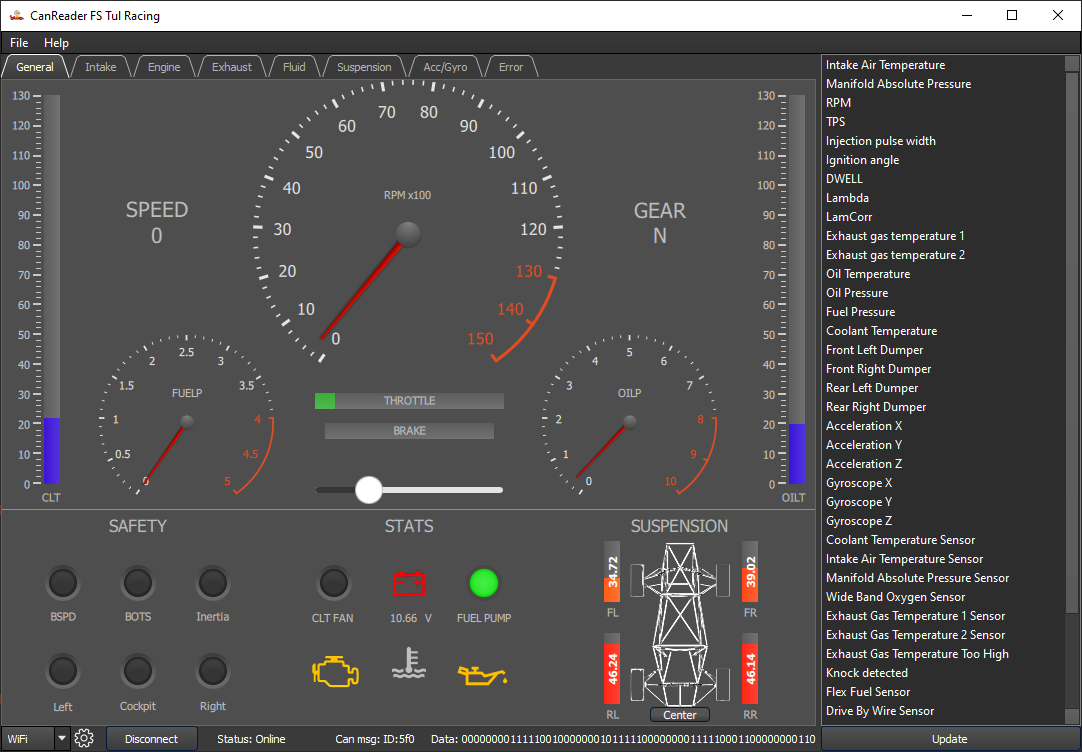 CanReader FS Tul Racing
File Help
General Intake Engine Exhaust Fluid Suspension Acc/Gyro Error
130
120
110
100
90
80
70
60
50
40
30
20
10
0
CLT
SPEED
0
RPM x100
0
10
20
30
40
50
60
70
80
90
100
110
120
130
140
150
GEAR
N
130
120
110
100
90
80
70
60
50
40
30
20
10
0
OILT
FUELP
0
0.5
1
1.5
2
2.5
3
3.5
4
4.5
5
THROTTLE
BRAKE
OILP
0
1
2
3
4
5
6
7
8
9
10
SAFETY
BSPD BOTS Inertia
Left Cockpit Right
STATS
CLT FAN 10.66 V FUEL PUMP
SUSPENSION
34.72
FL
39.02
FR
46.24
RL
46.14
RR
Center
Intake Air Temperature
Manifold Absolute Pressure
RPM
TPS
Injection pulse width
Ignition angle
DWELL
Lambda
LamCorr
Exhaust gas temperature 1
Exhaust gas temperature 2
Oil Temperature
Oil Pressure
Fuel Pressure
Coolant Temperature
Front Left Dumper
Front Right Dumper
Rear Left Dumper
Rear Right Dumper
Acceleration X
Acceleration Y
Acceleration Z
Gyroscope X
Gyroscope Y
Gyroscope Z
Coolant Temperature Sensor
Intake Air Temperature Sensor
Manifold Absolute Pressure Sensor
Wide Band Oxygen Sensor
Exhaust Gas Temperature 1 Sensor
Exhaust Gas Temperature 2 Sensor
Exhaust Gas Temperature Too High
Knock detected
Flex Fuel Sensor
Drive By Wire Sensor
WiFi Disconnect Status: Online Can msg: ID:5f0 Data: Update